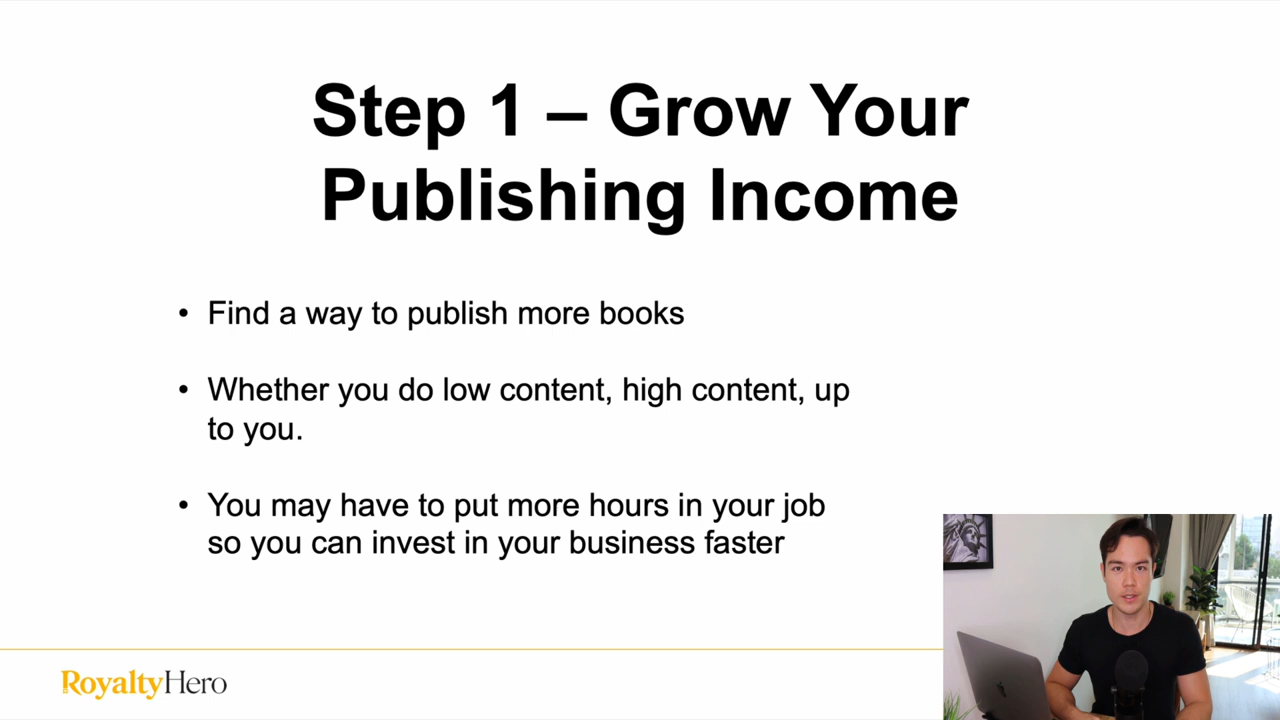 Step 1 – Grow Your
Publishing Income
• Find a way to publish more books
• Whether you do low content, high content, up
to you.
• You may have to put more hours in your job
so you can invest in your business faster
RoyaltyHero